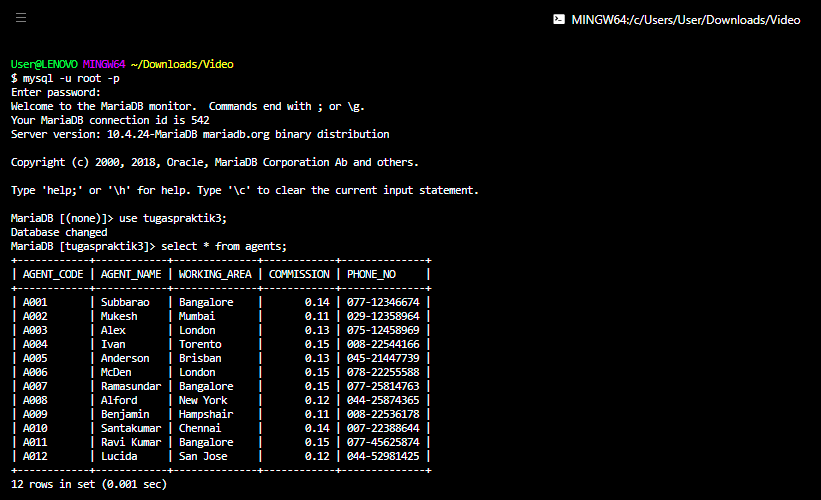 MINGW64:/c/Users/User/Downloads/Video
User@LENOVO MINGW64 ~/Downloads/Video
$ mysql -u root -p
Enter password:
Welcome to the MariaDB monitor.  Commands end with ; or \g.
Your MariaDB connection id is 542
Server version: 10.4.24-MariaDB mariadb.org binary distribution
Copyright (c) 2000, 2018, Oracle, MariaDB Corporation Ab and others.
Type 'help;' or '\h' for help. Type '\c' to clear the current input statement.
MariaDB [(none)]> use tugaspraktik3;
Database changed
MariaDB [tugaspraktik3]> select * from agents;
+------------+------------+--------------+------------+--------------+
| AGENT_CODE | AGENT_NAME | WORKING_AREA | COMMISSION | PHONE_NO     |
+------------+------------+--------------+------------+--------------+
| A001       | Subbarao   | Bangalore    |       0.14 | 077-12346674 |
| A002       | Mukesh     | Mumbai       |       0.11 | 029-12358964 |
| A003       | Alex       | London       |       0.13 | 075-12458969 |
| A004       | Ivan       | Torento      |       0.15 | 008-22544166 |
| A005       | Anderson   | Brisban      |       0.13 | 045-21447739 |
| A006       | McDen      | London       |       0.15 | 078-22255588 |
| A007       | Ramasundar | Bangalore    |       0.15 | 077-25814763 |
| A008       | Alford     | New York     |       0.12 | 044-25874365 |
| A009       | Benjamin   | Hampshair    |       0.11 | 008-22536178 |
| A010       | Santakumar | Chennai      |       0.14 | 007-22388644 |
| A011       | Ravi Kumar | Bangalore    |       0.15 | 077-45625874 |
| A012       | Lucida     | San Jose     |       0.12 | 044-52981425 |
+------------+------------+--------------+------------+--------------+
12 rows in set (0.001 sec)